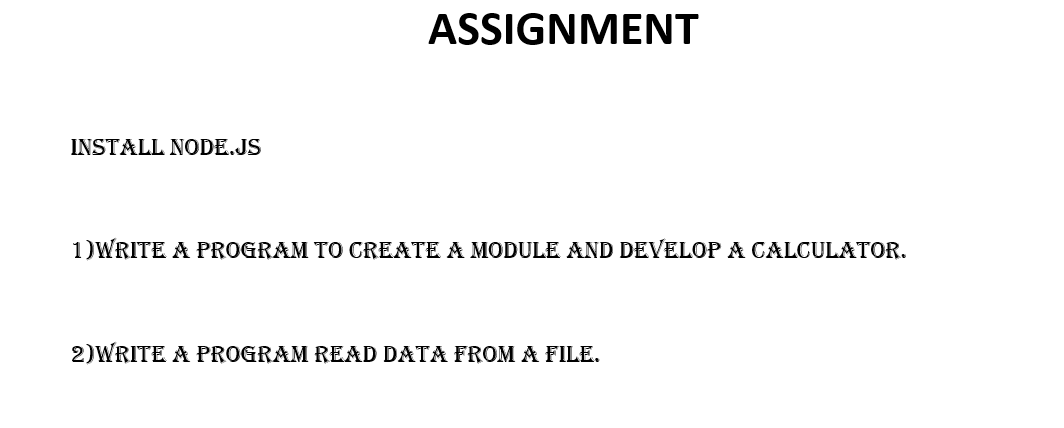 ASSIGNMENT
INSTALL NODE.JS
1)WRITE A PROGRAM TO CREATE A MODULE AND DEVELOP A CALCULATOR.
2)WRITE A PROGRAM READ DATA FROM A FILE.